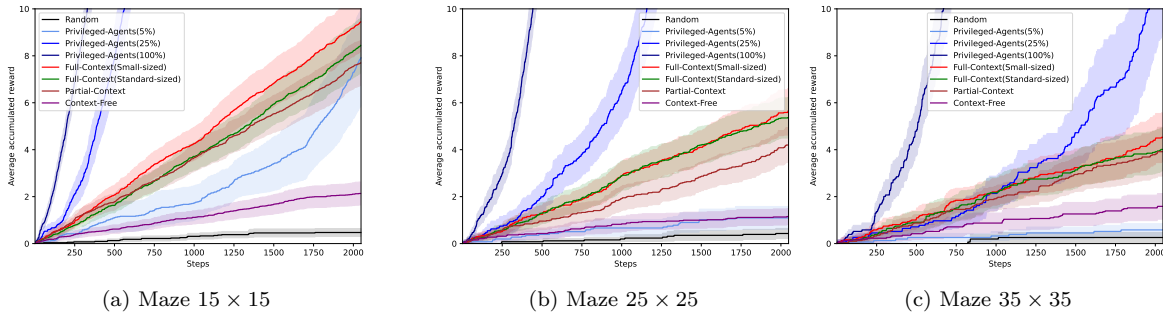 10
8
6
4
2
0
Average accumulated reward
Random
Privileged-Agents(5%)
Privileged-Agents(25%)
Privileged-Agents(100%)
Full-Context(Small-sized)
Full-Context(Standard-sized)
Partial-Context
Context-Free
250 500 750 1000 1250 1500 1750 2000
Steps
(a) Maze 15 × 15
10
8
6
4
2
0
Average accumulated reward
Random
Privileged-Agents(5%)
Privileged-Agents(25%)
Privileged-Agents(100%)
Full-Context(Small-sized)
Full-Context(Standard-sized)
Partial-Context
Context-Free
250 500 750 1000 1250 1500 1750 2000
Steps
(b) Maze 25 × 25
10
8
6
4
2
0
Average accumulated reward
Random
Privileged-Agents(5%)
Privileged-Agents(25%)
Privileged-Agents(100%)
Full-Context(Small-sized)
Full-Context(Standard-sized)
Partial-Context
Context-Free
250 500 750 1000 1250 1500 1750 2000
Steps
(c) Maze 35 × 35